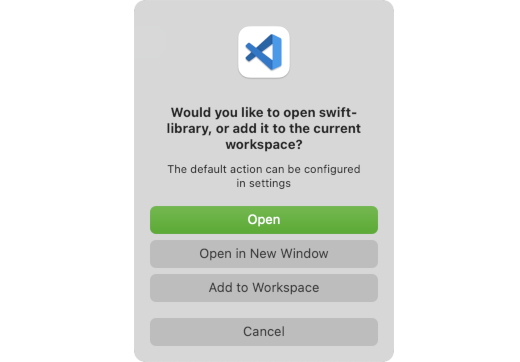 Would you like to open swift-
library, or add it to the current
workspace?
The default action can be configured
in settings
Open
Open in New Window
Add to Workspace
Cancel